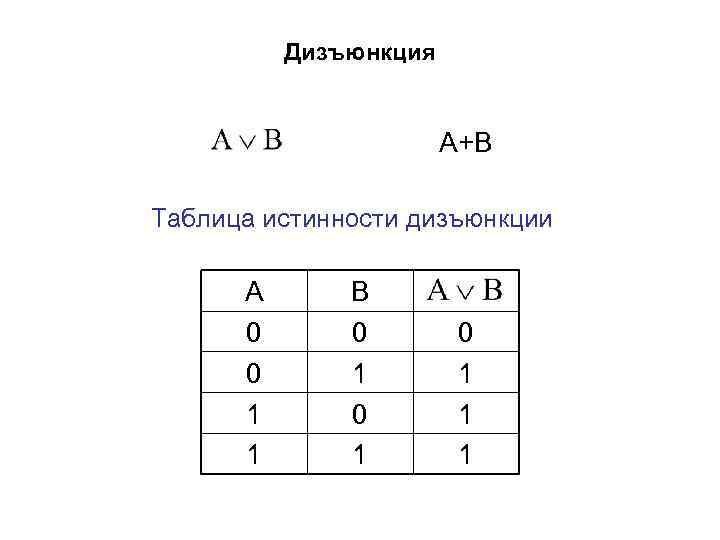 Дизъюнкция
A ∨ B A+B
Таблица истинности дизъюнкции
A B A ∨ B
0 0 0
0 1 1
1 0 1
1 1 1